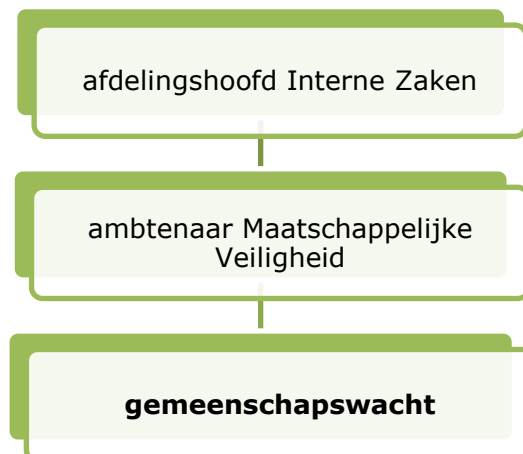 afdelingshoofd Interne Zaken
ambtenaar Maatschappelijke
Veiligheid
gemeenschapswacht